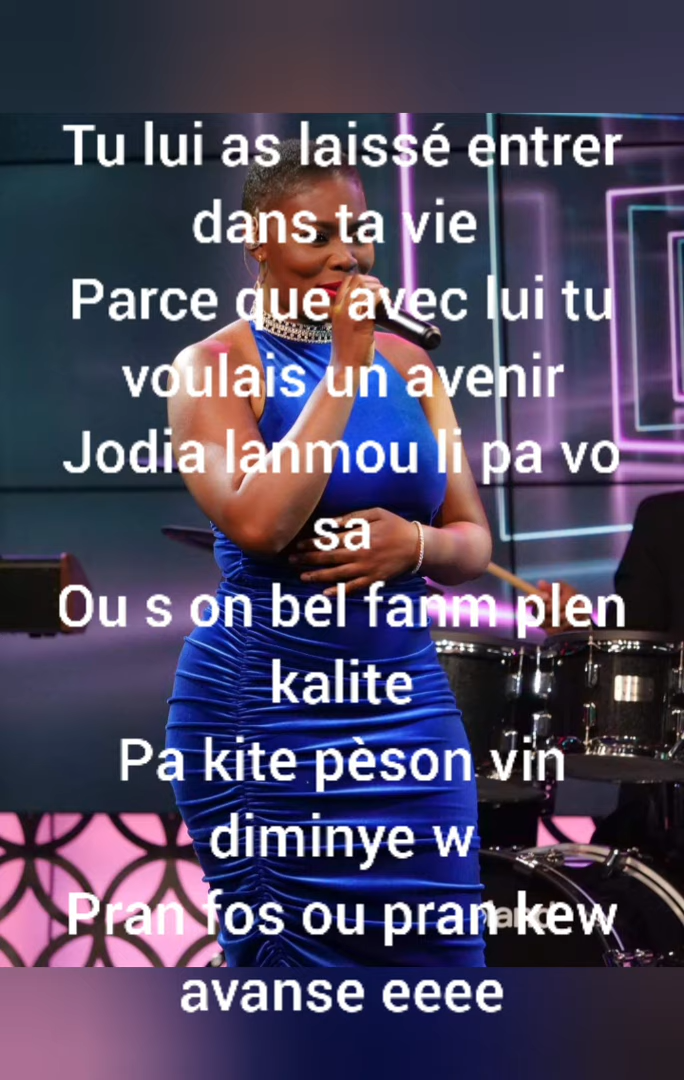 Tu lui as laissé entrer
dans ta vie
Parce que avec lui tu
voulais un avenir
Jodia lanmou li pa vo
sa
Ou s on bel fanm plen
kalite
Pa kite pèson vin
diminye w
Pran fos ou pran kew
avanse eeee